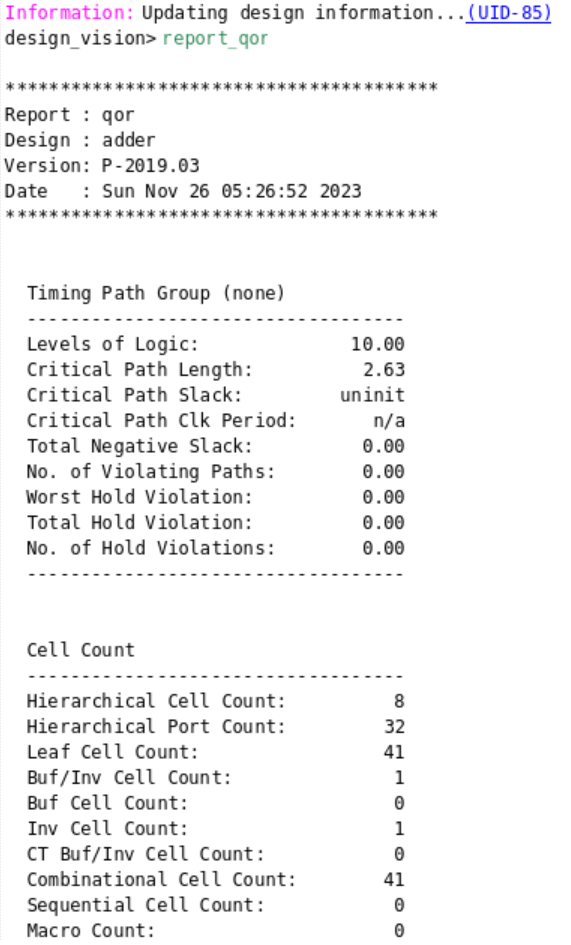 Information: Updating design information...(UID-85)
design_vision> report_qor
****************************************
Report : qor
Design : adder
Version: P-2019.03
Date   : Sun Nov 26 05:26:52 2023
****************************************
Timing Path Group (none)
-----------------------------------
Levels of Logic:              10.00
Critical Path Length:          2.63
Critical Path Slack:         uninit
Critical Path Clk Period:       n/a
Total Negative Slack:          0.00
No. of Violating Paths:        0.00
Worst Hold Violation:          0.00
Total Hold Violation:          0.00
No. of Hold Violations:        0.00
-----------------------------------
Cell Count
-----------------------------------
Hierarchical Cell Count:          8
Hierarchical Port Count:         32
Leaf Cell Count:                 41
Buf/Inv Cell Count:               1
Buf Cell Count:                   0
Inv Cell Count:                   1
CT Buf/Inv Cell Count:            0
Combinational Cell Count:        41
Sequential Cell Count:            0
Macro Count:                      0